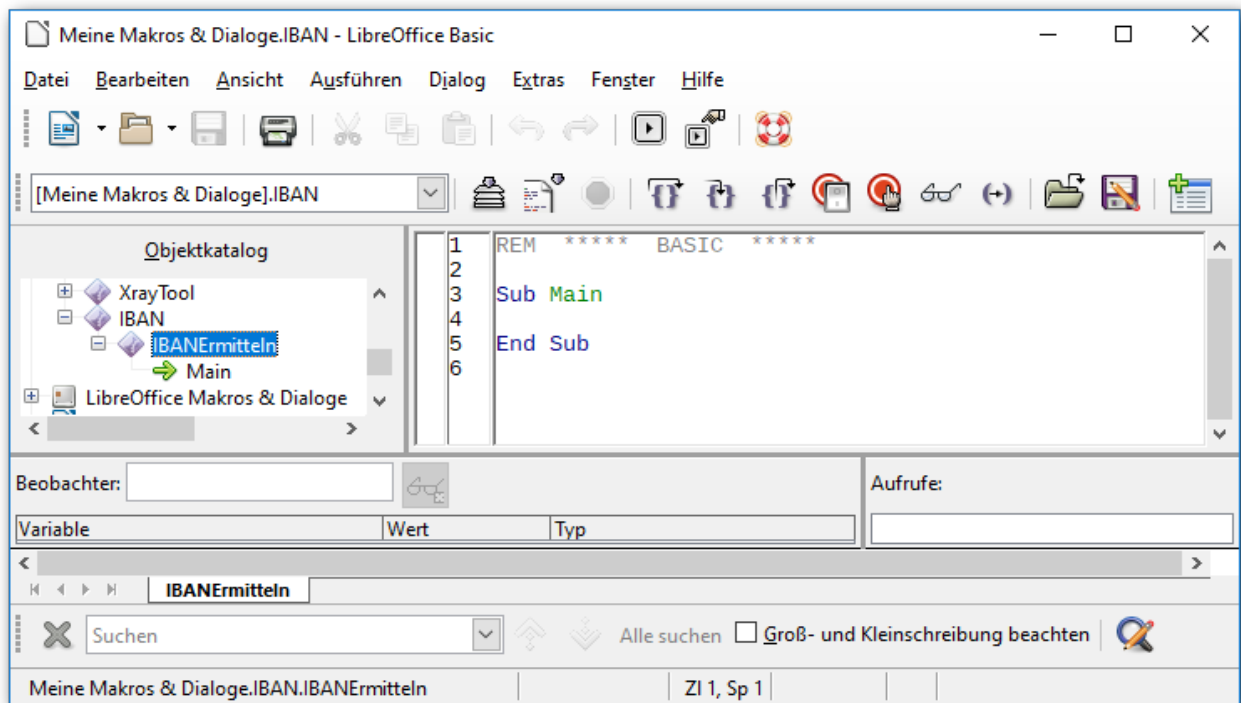 Meine Makros & Dialoge.IBAN - LibreOffice Basic
Datei Bearbeiten Ansicht Ausführen Dialog Extras Fenster Hilfe
[Meine Makros & Dialoge].IBAN
Objektkatalog
XrayTool
IBAN
IBANErmitteln
Main
LibreOffice Makros & Dialoge
1 REM ***** BASIC *****
2
3 Sub Main
4
5 End Sub
6
Beobachter:
Aufrufe:
Variable Wert Typ
IBANErmitteln
Suchen Alle suchen Groß- und Kleinschreibung beachten
Meine Makros & Dialoge.IBAN.IBANErmitteln Zl 1, Sp 1